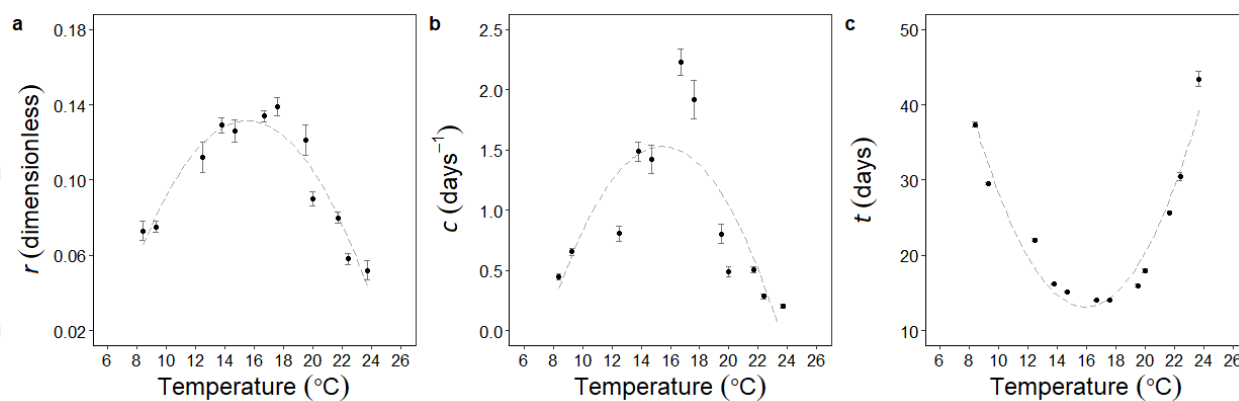 a
0.18
0.14
0.10
0.06
0.02
r (dimensionless)
6 8 10 12 14 16 18 20 22 24 26
Temperature (°C)
b
2.5
2.0
1.5
1.0
0.5
0.0
c (days⁻¹)
6 8 10 12 14 16 18 20 22 24 26
Temperature (°C)
c
50
40
30
20
10
t (days)
6 8 10 12 14 16 18 20 22 24 26
Temperature (°C)